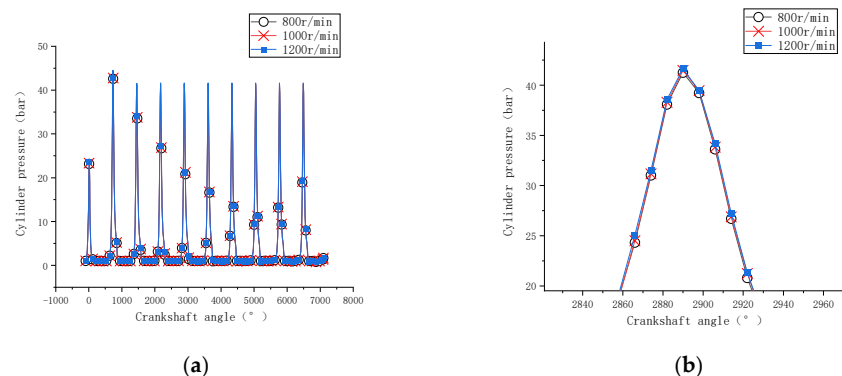 800r/min
1000r/min
1200r/min
50
40
30
20
10
0
Cylinder pressure（bar）
-1000 0 1000 2000 3000 4000 5000 6000 7000 8000
Crankshaft angle（°）
(a)
800r/min
1000r/min
1200r/min
40
35
30
25
20
Cylinder pressure（bar）
2840 2860 2880 2900 2920 2940 2960
Crankshaft angle（°）
(b)